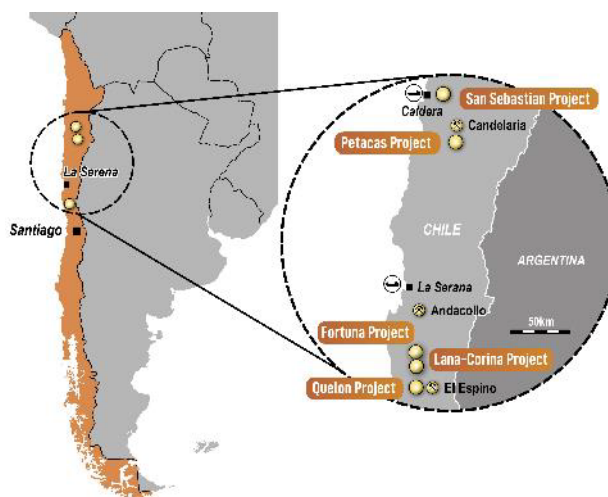 San Sebastian Project
Caldera
Candelaria
Petacas Project
La Serena
Santiago
CHILE
ARGENTINA
La Serana
Andacollo
50km
Fortuna Project
Lana-Corina Project
Quelon Project
El Espino